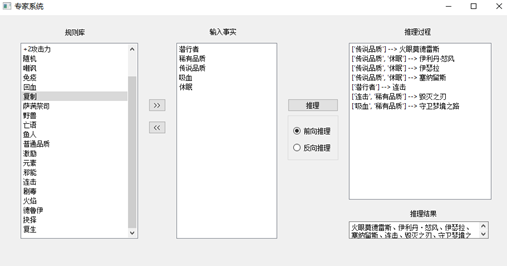 专家系统
规则库
+2攻击力
随机
嘲讽
免疫
回血
复制
萨满祭司
野兽
亡语
鱼人
普通品质
激励
元素
邪能
连击
剧毒
火焰
德鲁伊
抉择
复生
输入事实
潜行者
稀有品质
传说品质
吸血
休眠
>>
<<
推理
前向推理
反向推理
推理过程
['传说品质'] --> 火眼莫德雷斯
['传说品质', '休眠'] --> 伊利丹·怒风
['传说品质', '休眠'] --> 伊瑟拉
['传说品质', '休眠'] --> 塞纳留斯
['潜行者'] --> 连击
['连击', '稀有品质'] --> 毁灭之刃
['吸血', '稀有品质'] --> 守卫梦境之路
推理结果
火眼莫德雷斯、伊利丹·怒风、伊瑟拉、
塞纳留斯、连击、毁灭之刃、守卫梦境之